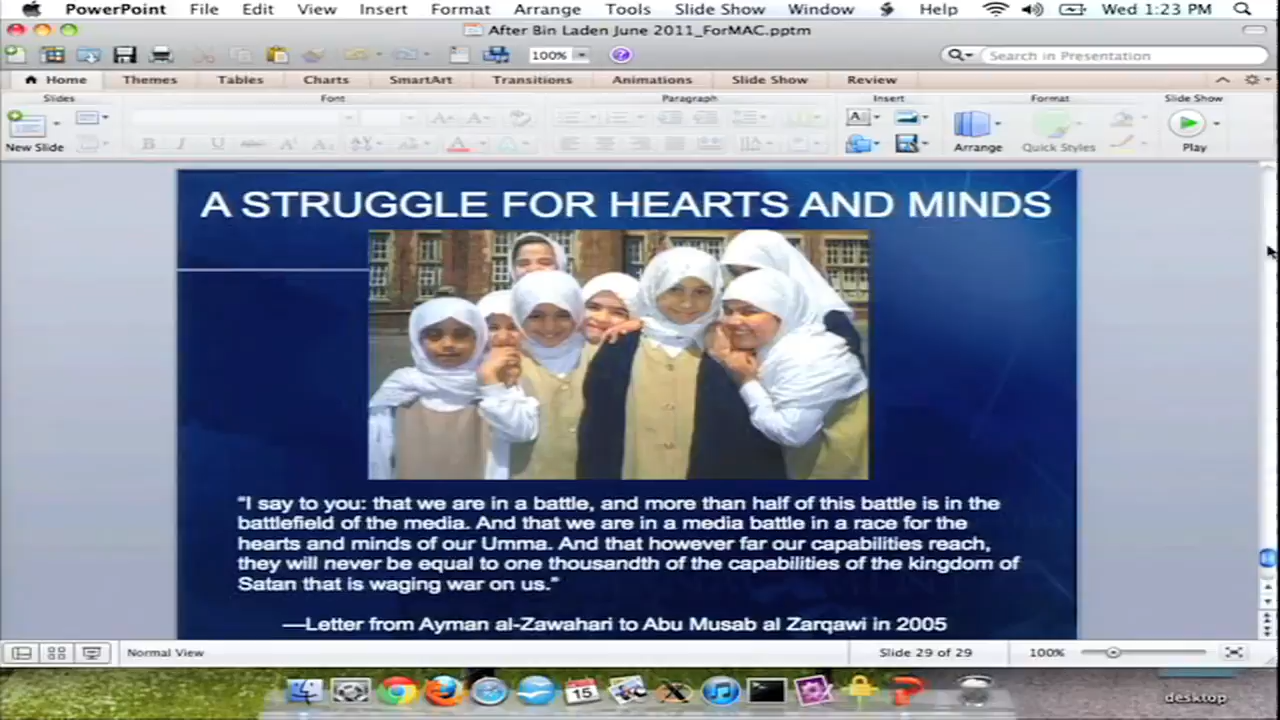 PowerPoint File Edit View Insert Format Arrange Tools Slide Show Window Help Wed 1:23 PM
After Bin Laden June 2011_ForMAC.pptm
100% Search in Presentation
Home Themes Tables Charts SmartArt Transitions Animations Slide Show Review
Slides Font Paragraph Insert Format Slide Show
New Slide Arrange Quick Styles Play
A STRUGGLE FOR HEARTS AND MINDS
“I say to you: that we are in a battle, and more than half of this battle is in the
battlefield of the media. And that we are in a media battle in a race for the
hearts and minds of our Umma. And that however far our capabilities reach,
they will never be equal to one thousandth of the capabilities of the kingdom of
Satan that is waging war on us.”
—Letter from Ayman al-Zawahari to Abu Musab al Zarqawi in 2005
Normal View Slide 29 of 29 100%
15
desktop